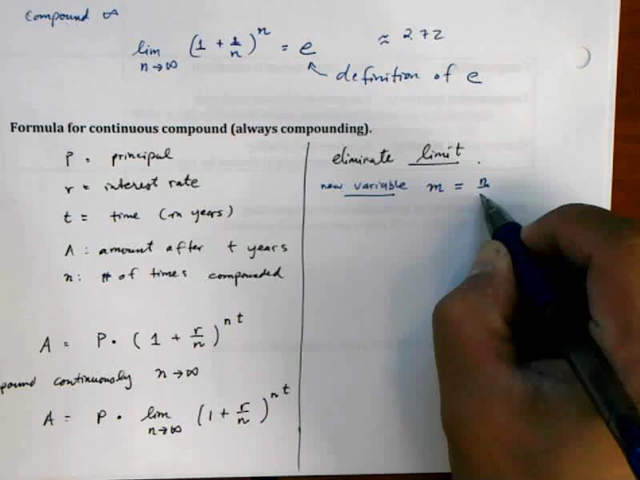 Compound ∞
lim n→∞ (1 + 1/n)^n = e ≈ 2.72
definition of e
Formula for continuous compound (always compounding).
P = principal
r = interest rate
t = time (in years)
A : amount after t years
n : # of times compounded
A = P · (1 + r/n)^nt
pound continuously n→∞
A = P · lim n→∞ (1 + r/n)^nt
eliminate limit.
new variable m = n